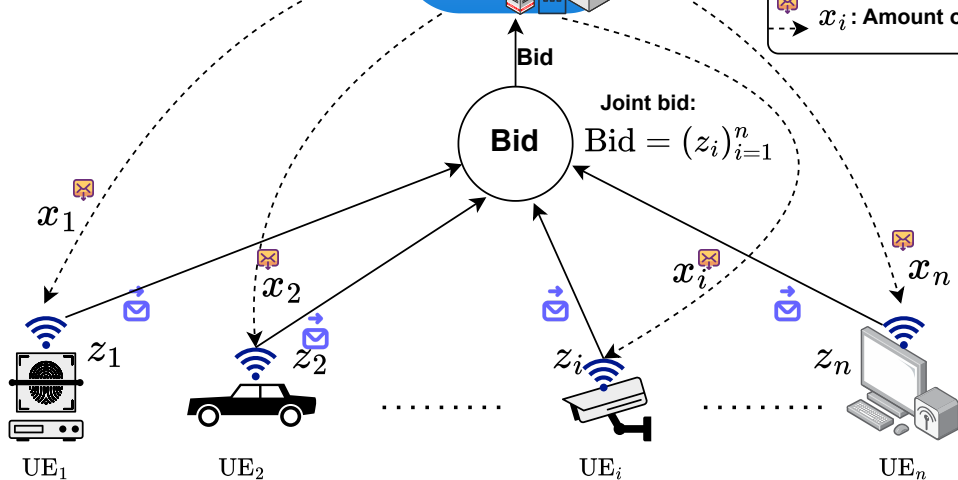 x_i: Amount o
Bid
Joint bid:
Bid
Bid = (z_i)_{i=1}^n
x_1
x_2
x_i
x_n
z_1
z_2
z_i
z_n
UE_1
UE_2
UE_i
UE_n